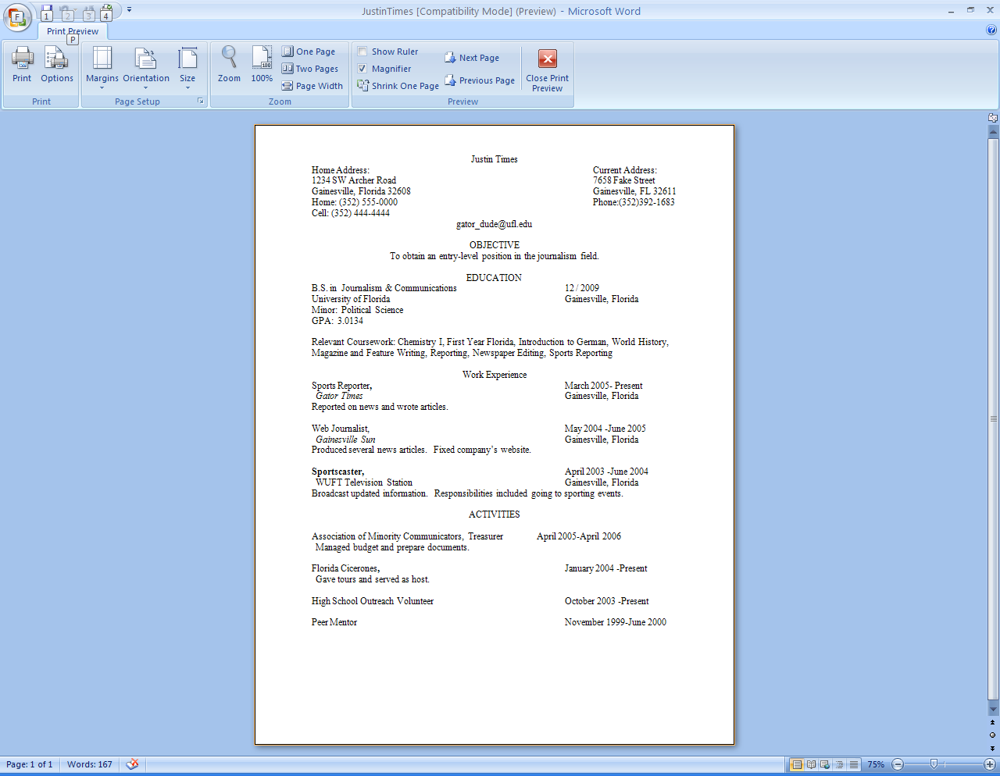 JustinTimes [Compatibility Mode] (Preview) - Microsoft Word
F 1 2 3 4
Print Preview
P
Print Options
Margins Orientation Size
Zoom 100%
100
One Page
Two Pages
Page Width
Show Ruler
Magnifier
Shrink One Page
Next Page
Previous Page
Close Print Preview
Print Page Setup Zoom Preview
Justin Times
Home Address: Current Address:
1234 SW Archer Road 7658 Fake Street
Gainesville, Florida 32608 Gainesville, FL 32611
Home: (352) 555-0000 Phone:(352)392-1683
Cell: (352) 444-4444
gator_dude@ufl.edu
OBJECTIVE
To obtain an entry-level position in the journalism field.
EDUCATION
B.S. in Journalism & Communications 12 / 2009
University of Florida Gainesville, Florida
Minor: Political Science
GPA: 3.0134
Relevant Coursework: Chemistry I, First Year Florida, Introduction to German, World History,
Magazine and Feature Writing, Reporting, Newspaper Editing, Sports Reporting
Work Experience
Sports Reporter, March 2005- Present
Gator Times Gainesville, Florida
Reported on news and wrote articles.
Web Journalist, May 2004 -June 2005
Gainesville Sun Gainesville, Florida
Produced several news articles. Fixed company's website.
Sportscaster, April 2003 -June 2004
WUFT Television Station Gainesville, Florida
Broadcast updated information. Responsibilities included going to sporting events.
ACTIVITIES
Association of Minority Communicators, Treasurer April 2005-April 2006
Managed budget and prepare documents.
Florida Cicerones, January 2004 -Present
Gave tours and served as host.
High School Outreach Volunteer October 2003 -Present
Peer Mentor November 1999-June 2000
Page: 1 of 1 Words: 167 75%